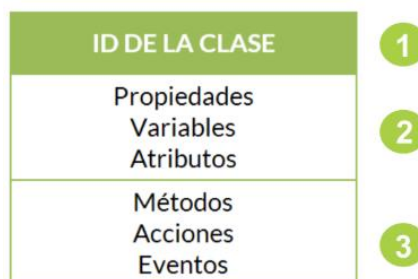 ID DE LA CLASE
1
Propiedades
Variables
Atributos
2
Métodos
Acciones
Eventos
3